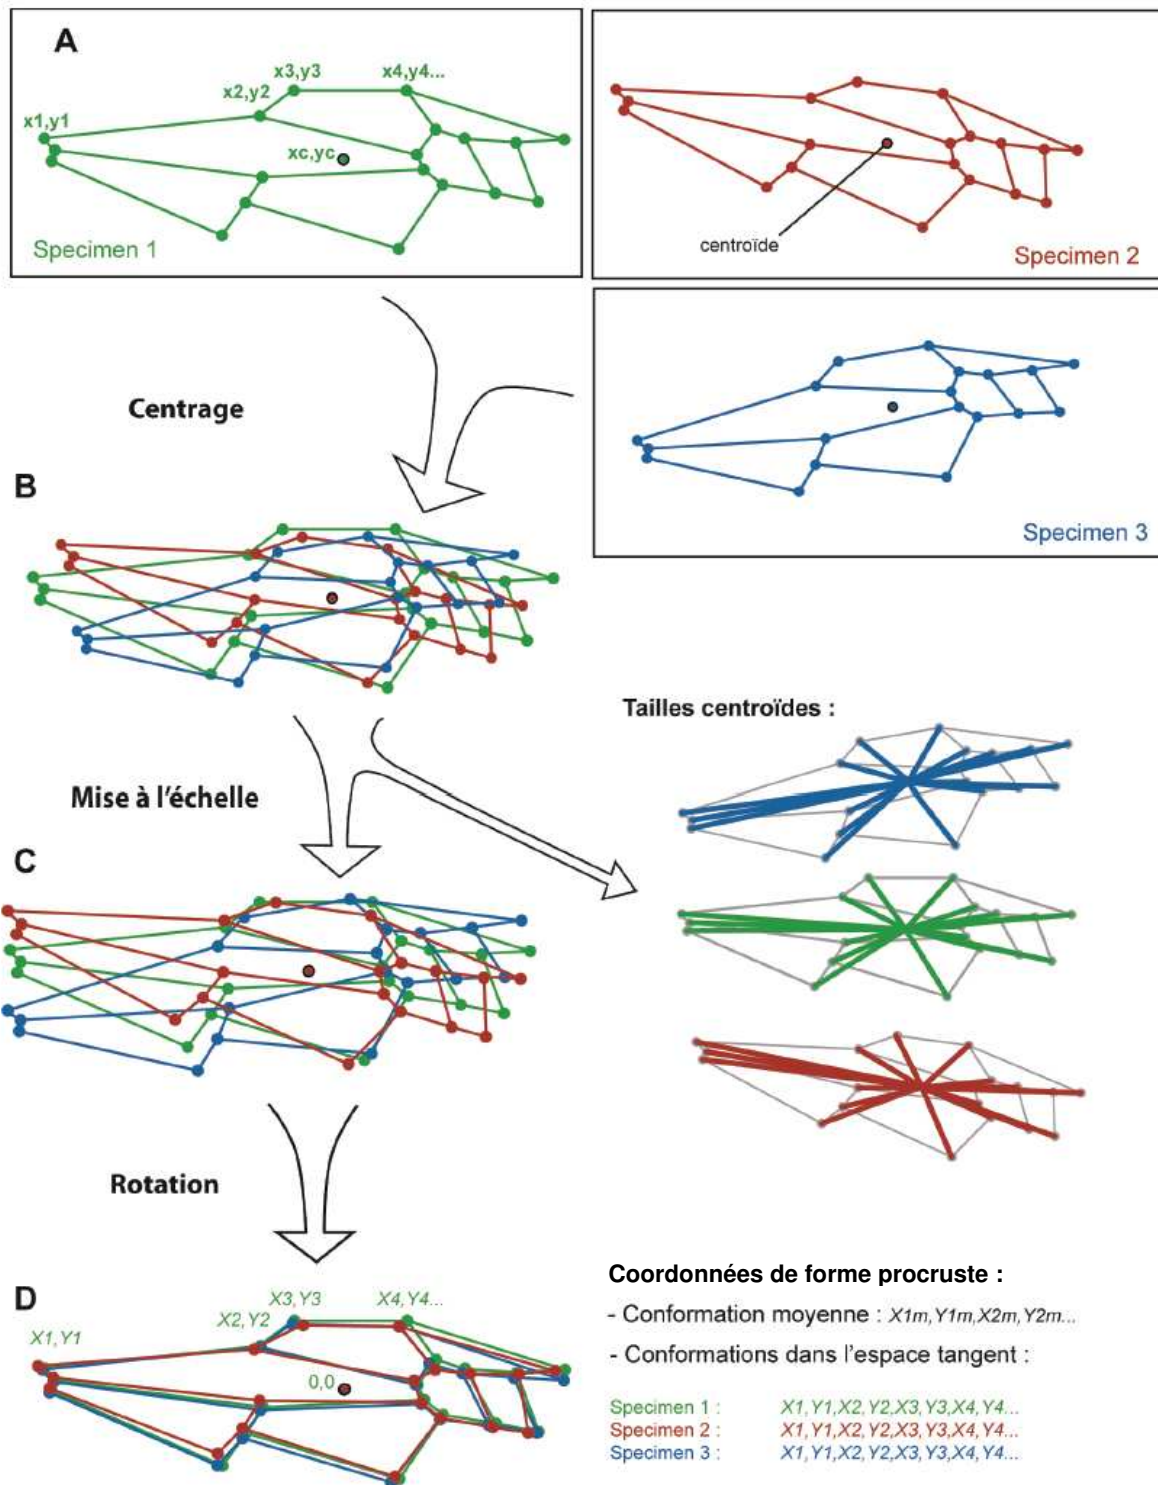 A
x3,y3
x4,y4...
x2,y2
x1,y1
xc,yc
Specimen 1
centroïde
Specimen 2
Centrage
Specimen 3
B
Tailles centroïdes :
Mise à l'échelle
C
Rotation
D
X3,Y3
X4,Y4...
X2,Y2
X1,Y1
0,0
Coordonnées de forme procruste :
- Conformation moyenne : X1m,Y1m,X2m,Y2m...
- Conformations dans l'espace tangent :
Specimen 1 : X1,Y1,X2,Y2,X3,Y3,X4,Y4...
Specimen 2 : X1,Y1,X2,Y2,X3,Y3,X4,Y4...
Specimen 3 : X1,Y1,X2,Y2,X3,Y3,X4,Y4...